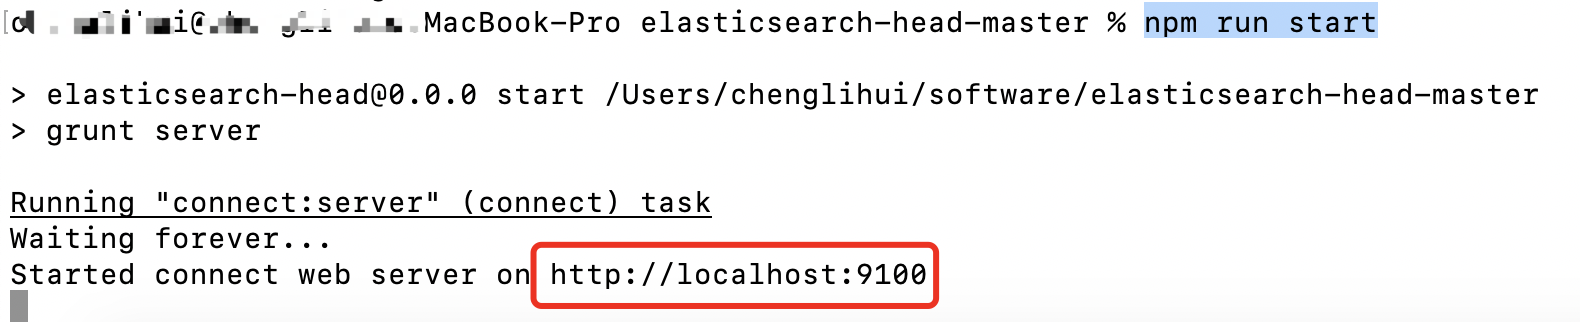 MacBook-Pro elasticsearch-head-master % npm run start
> elasticsearch-head@0.0.0 start /Users/chenglihui/software/elasticsearch-head-master
> grunt server
Running "connect:server" (connect) task
Waiting forever...
Started connect web server on http://localhost:9100